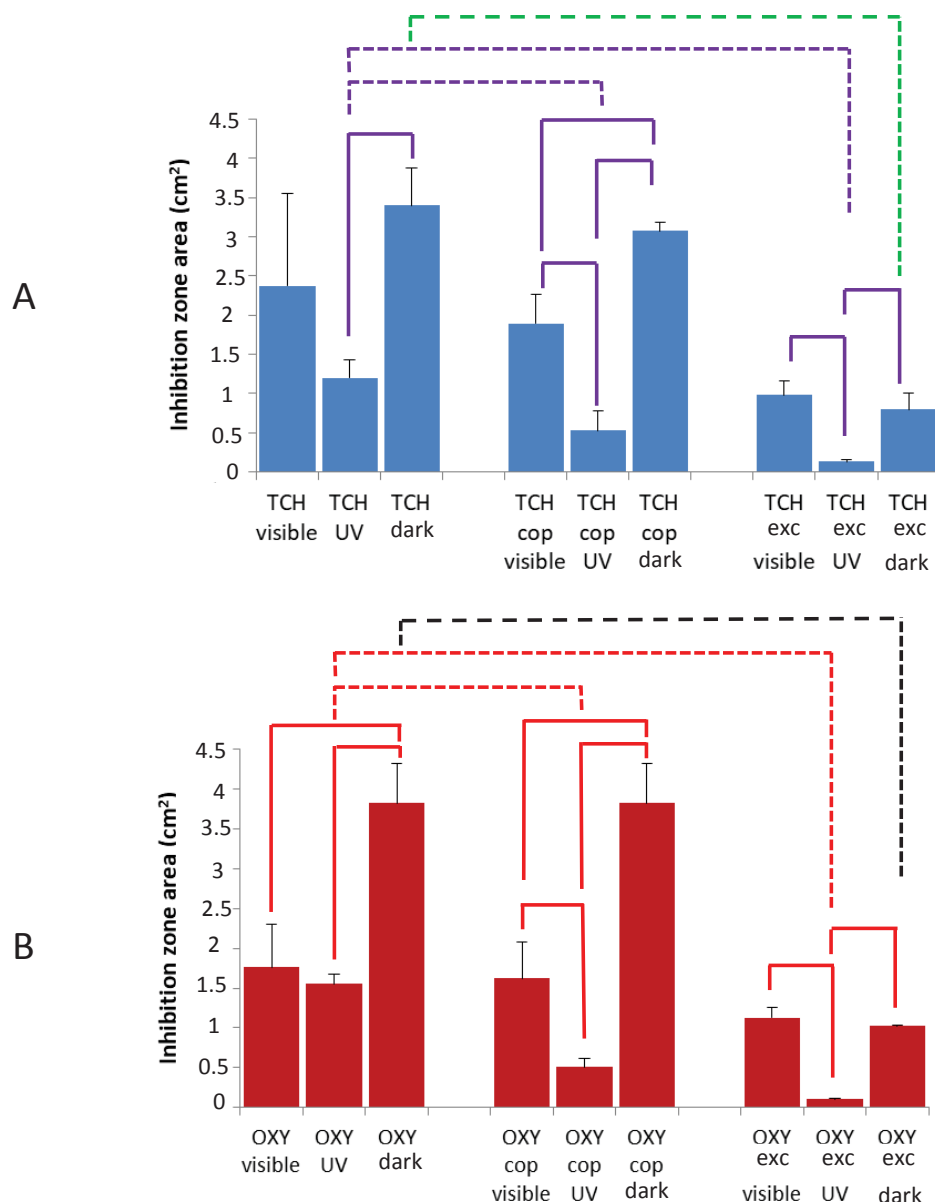 A
Inhibition zone area (cm²)
4.5
4
3.5
3
2.5
2
1.5
1
0.5
0
TCH visible
TCH UV
TCH dark
TCH cop visible
TCH cop UV
TCH cop dark
TCH exc visible
TCH exc UV
TCH exc dark
B
Inhibition zone area (cm²)
4.5
4
3.5
3
2.5
2
1.5
1
0.5
0
OXY visible
OXY UV
OXY dark
OXY cop visible
OXY cop UV
OXY cop dark
OXY exc visible
OXY exc UV
OXY exc dark